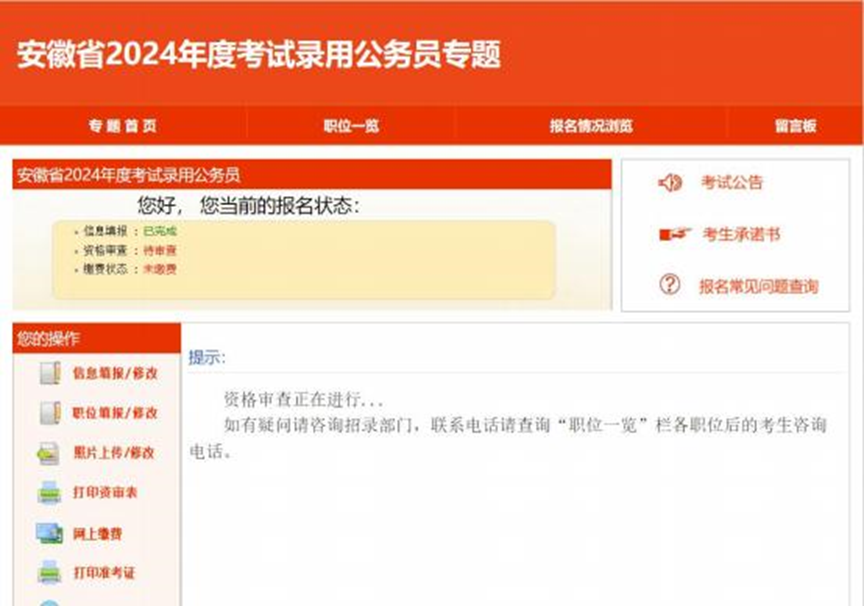 安徽省2024年度考试录用公务员专题
专题首页 职位一览 报名情况浏览 留言板
安徽省2024年度考试录用公务员
您好， 您当前的报名状态：
信息填报 ：已完成
资格审查 ：待审查
缴费状态 ：未缴费
考试公告
考生承诺书
报名常见问题查询
您的操作
信息填报/修改
职位填报/修改
照片上传/修改
打印资审表
网上缴费
打印准考证
提示：
资格审查正在进行...
如有疑问请咨询招录部门，联系电话请查询“职位一览”栏各职位后的考生咨询
电话。